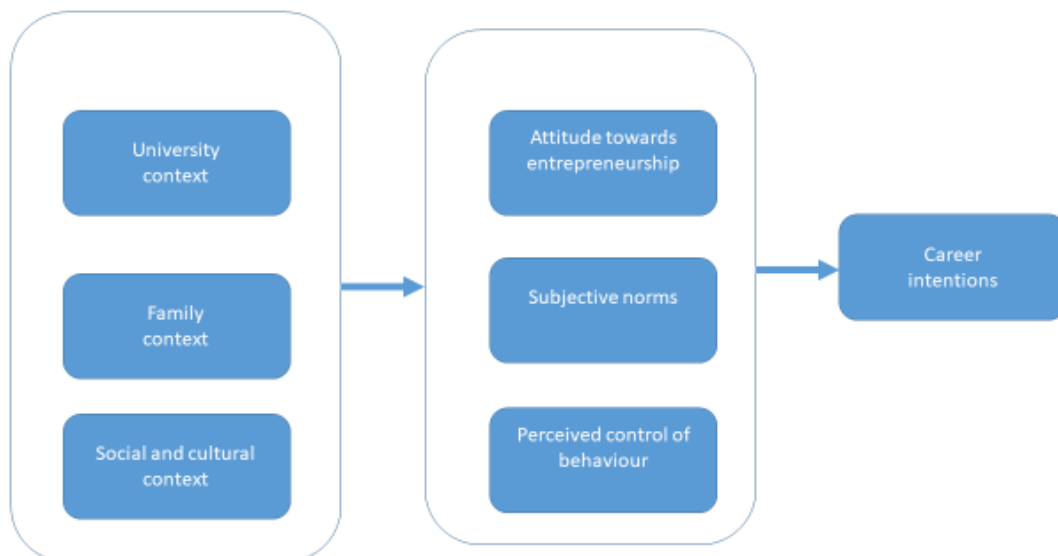 University
context
Family
context
Social and cultural
context
Attitude towards
entrepreneurship
Subjective norms
Perceived control of
behaviour
Career
intentions